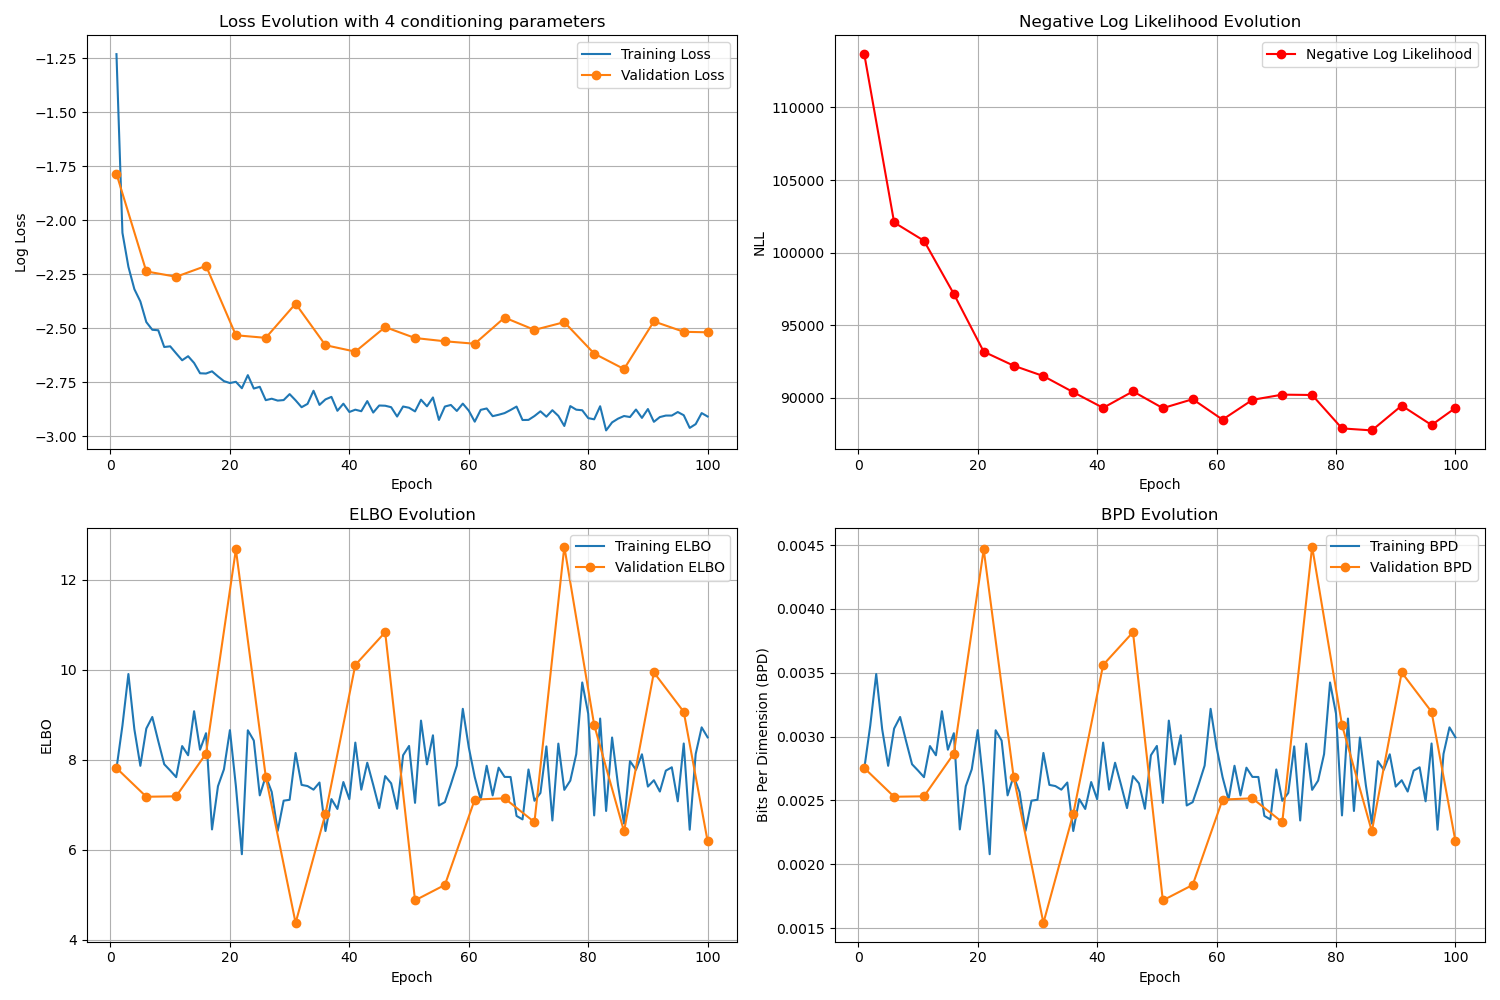 Loss Evolution with 4 conditioning parameters
Training Loss
Validation Loss
−1.25
−1.50
−1.75
−2.00
−2.25
−2.50
−2.75
−3.00
Log Loss
0 20 40 60 80 100
Epoch
Negative Log Likelihood Evolution
Negative Log Likelihood
110000
105000
100000
95000
90000
NLL
0 20 40 60 80 100
Epoch
ELBO Evolution
Training ELBO
Validation ELBO
12
10
8
6
4
ELBO
0 20 40 60 80 100
Epoch
BPD Evolution
Training BPD
Validation BPD
0.0045
0.0040
0.0035
0.0030
0.0025
0.0020
0.0015
Bits Per Dimension (BPD)
0 20 40 60 80 100
Epoch